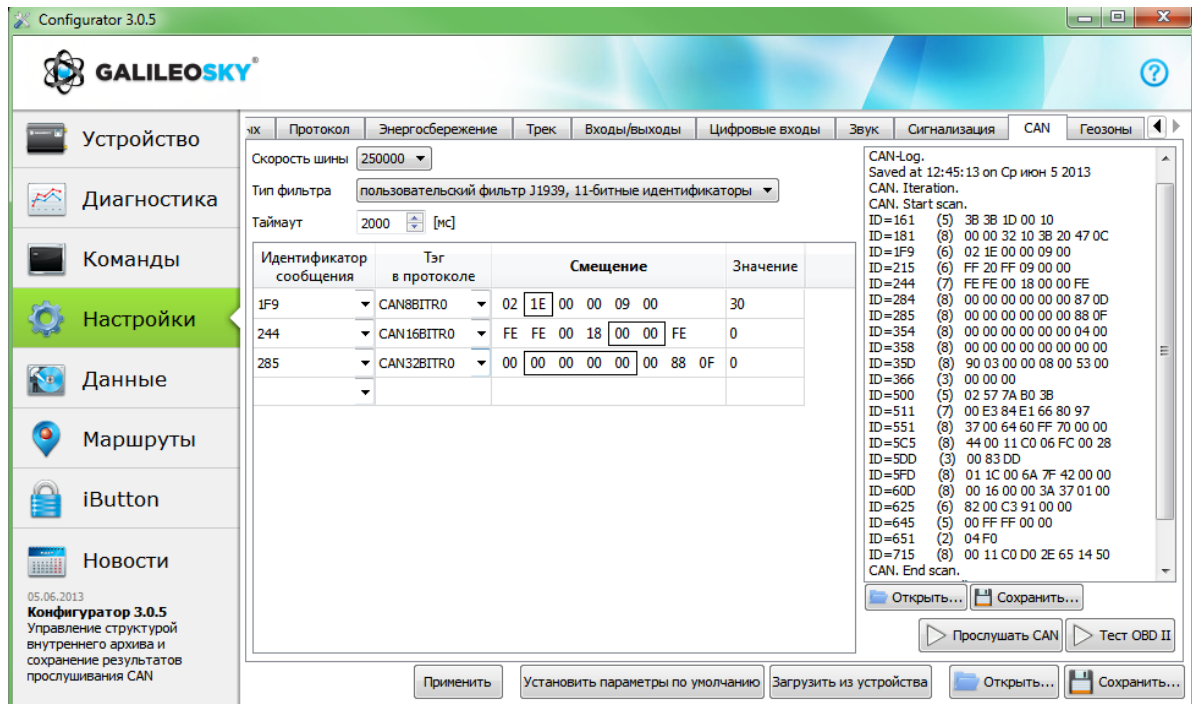 Configurator 3.0.5
GALILEOSKY®
?
Устройство
Диагностика
Команды
Настройки
Данные
Маршруты
iButton
Новости
05.06.2013
Конфигуратор 3.0.5
Управление структурой
внутреннего архива и
сохранение результатов
прослушивания CAN
ых Протокол Энергосбережение Трек Входы/выходы Цифровые входы Звук Сигнализация CAN Геозоны
Скорость шины 250000
Тип фильтра пользовательский фильтр J1939, 11-битные идентификаторы
Таймаут 2000 [мс]
Идентификатор сообщения Тэг в протоколе Смещение Значение
1F9 CAN8BITR0 02 1E 00 00 09 00 30
244 CAN16BITR0 FE FE 00 18 00 00 FE 0
285 CAN32BITR0 00 00 00 00 00 00 88 0F 0
CAN-Log.
Saved at 12:45:13 on Ср июн 5 2013
CAN. Iteration.
CAN. Start scan.
ID=161 (5) 3B 3B 1D 00 10
ID=181 (8) 00 00 32 10 3B 20 47 0C
ID=1F9 (6) 02 1E 00 00 09 00
ID=215 (6) FF 20 FF 09 00 00
ID=244 (7) FE FE 00 18 00 00 FE
ID=284 (8) 00 00 00 00 00 00 87 0D
ID=285 (8) 00 00 00 00 00 00 88 0F
ID=354 (8) 00 00 00 00 00 00 04 00
ID=358 (8) 00 00 00 00 00 00 00 00
ID=35D (8) 90 03 00 00 08 00 53 00
ID=366 (3) 00 00 00
ID=500 (5) 02 57 7A B0 3B
ID=511 (7) 00 E3 84 E1 66 80 97
ID=551 (8) 37 00 64 60 FF 70 00 00
ID=5C5 (8) 44 00 11 C0 06 FC 00 28
ID=5DD (3) 00 83 DD
ID=5FD (8) 01 1C 00 6A 7F 42 00 00
ID=60D (8) 00 16 00 00 3A 37 01 00
ID=625 (6) 82 00 C3 91 00 00
ID=645 (5) 00 FF FF 00 00
ID=651 (2) 04 F0
ID=715 (8) 00 11 C0 D0 2E 65 14 50
CAN. End scan.
Открыть... Сохранить...
Прослушать CAN Тест OBD II
Применить Установить параметры по умолчанию Загрузить из устройства Открыть... Сохранить...